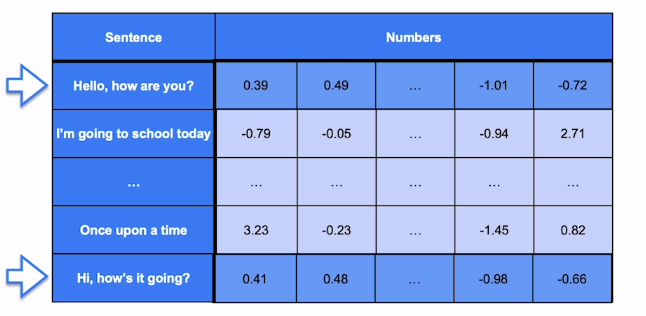 Sentence Numbers
Hello, how are you? 0.39 0.49 ... -1.01 -0.72
I'm going to school today -0.79 -0.05 ... -0.94 2.71
... ... ... ... ... ...
Once upon a time 3.23 -0.23 ... -1.45 0.82
Hi, how's it going? 0.41 0.48 ... -0.98 -0.66